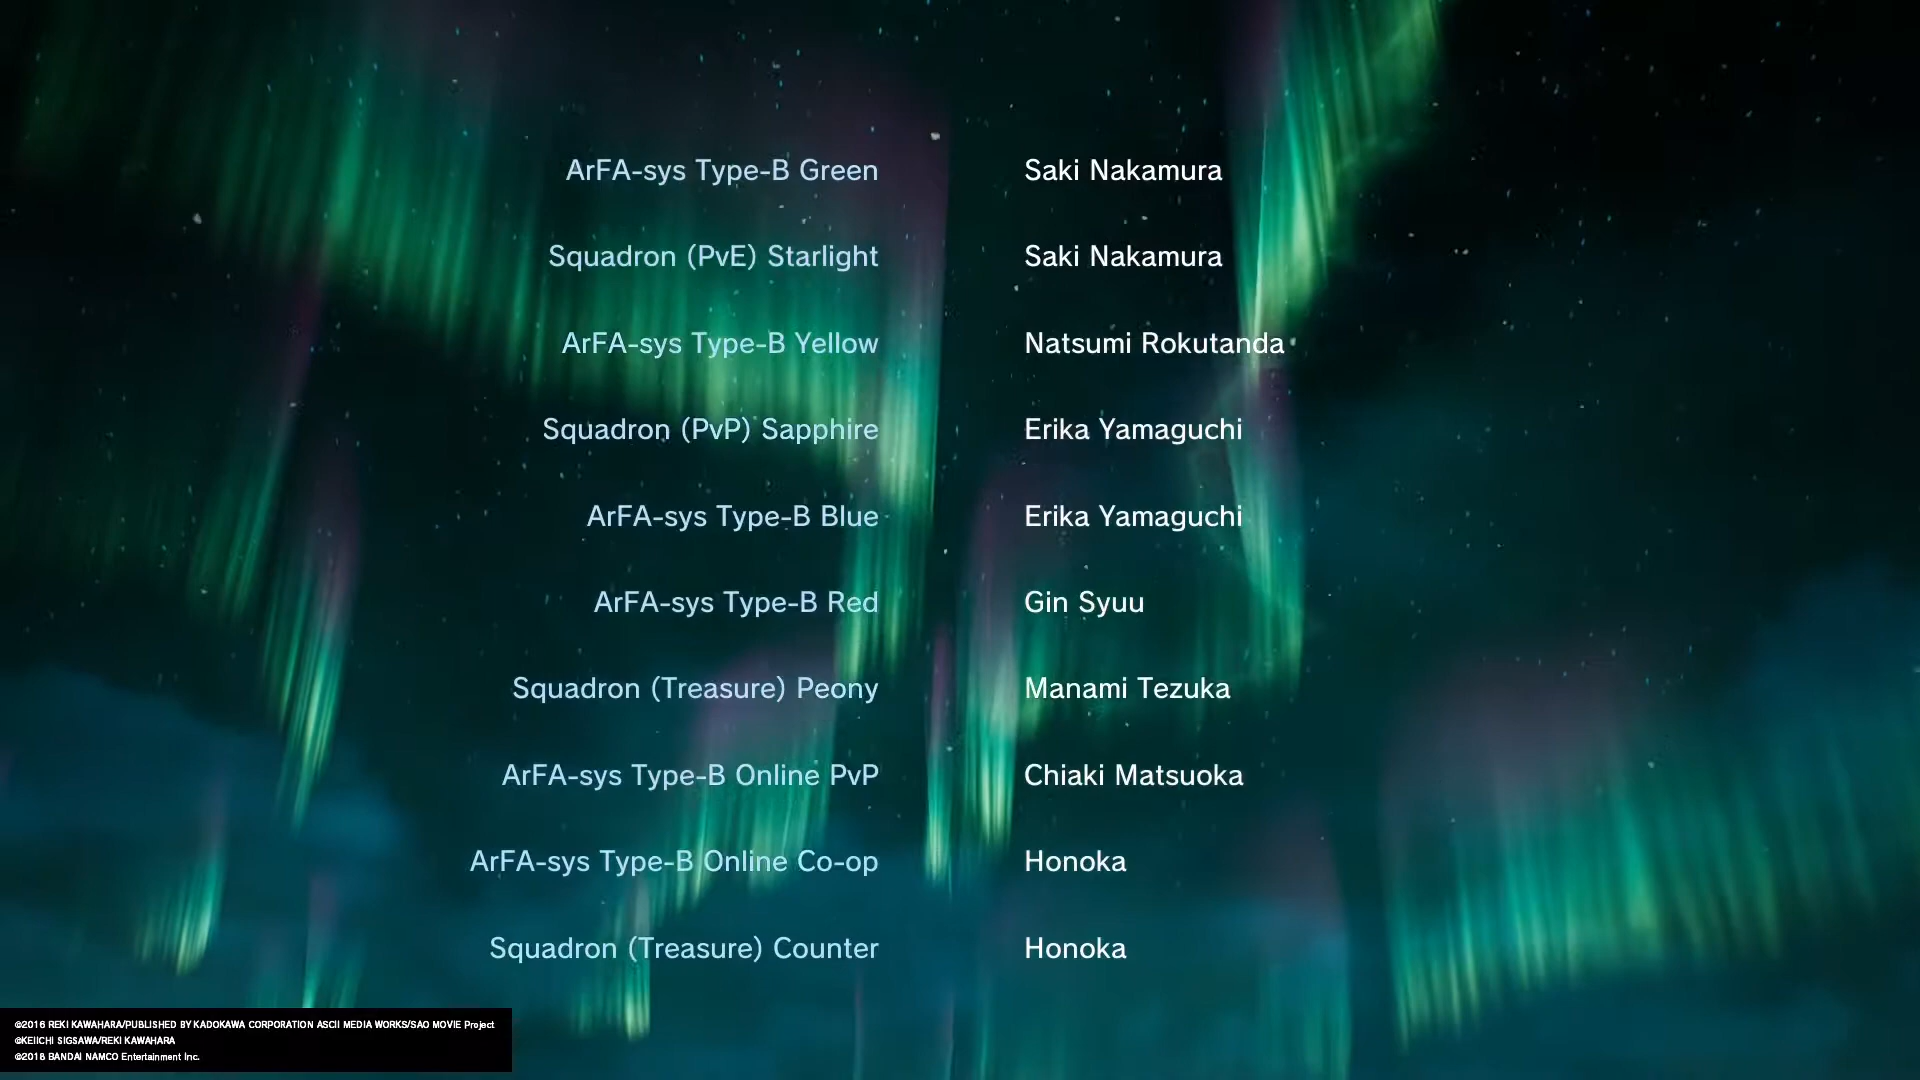 ArFA-sys Type-B Green Saki Nakamura
Squadron (PvE) Starlight Saki Nakamura
ArFA-sys Type-B Yellow Natsumi Rokutanda
Squadron (PvP) Sapphire Erika Yamaguchi
ArFA-sys Type-B Blue Erika Yamaguchi
ArFA-sys Type-B Red Gin Syuu
Squadron (Treasure) Peony Manami Tezuka
ArFA-sys Type-B Online PvP Chiaki Matsuoka
ArFA-sys Type-B Online Co-op Honoka
Squadron (Treasure) Counter Honoka
©2016 REKI KAWAHARA/PUBLISHED BY KADOKAWA CORPORATION ASCII MEDIA WORKS/SAO MOVIE Project
©KEIICHI SIGSAWA/REKI KAWAHARA
©2018 BANDAI NAMCO Entertainment Inc.